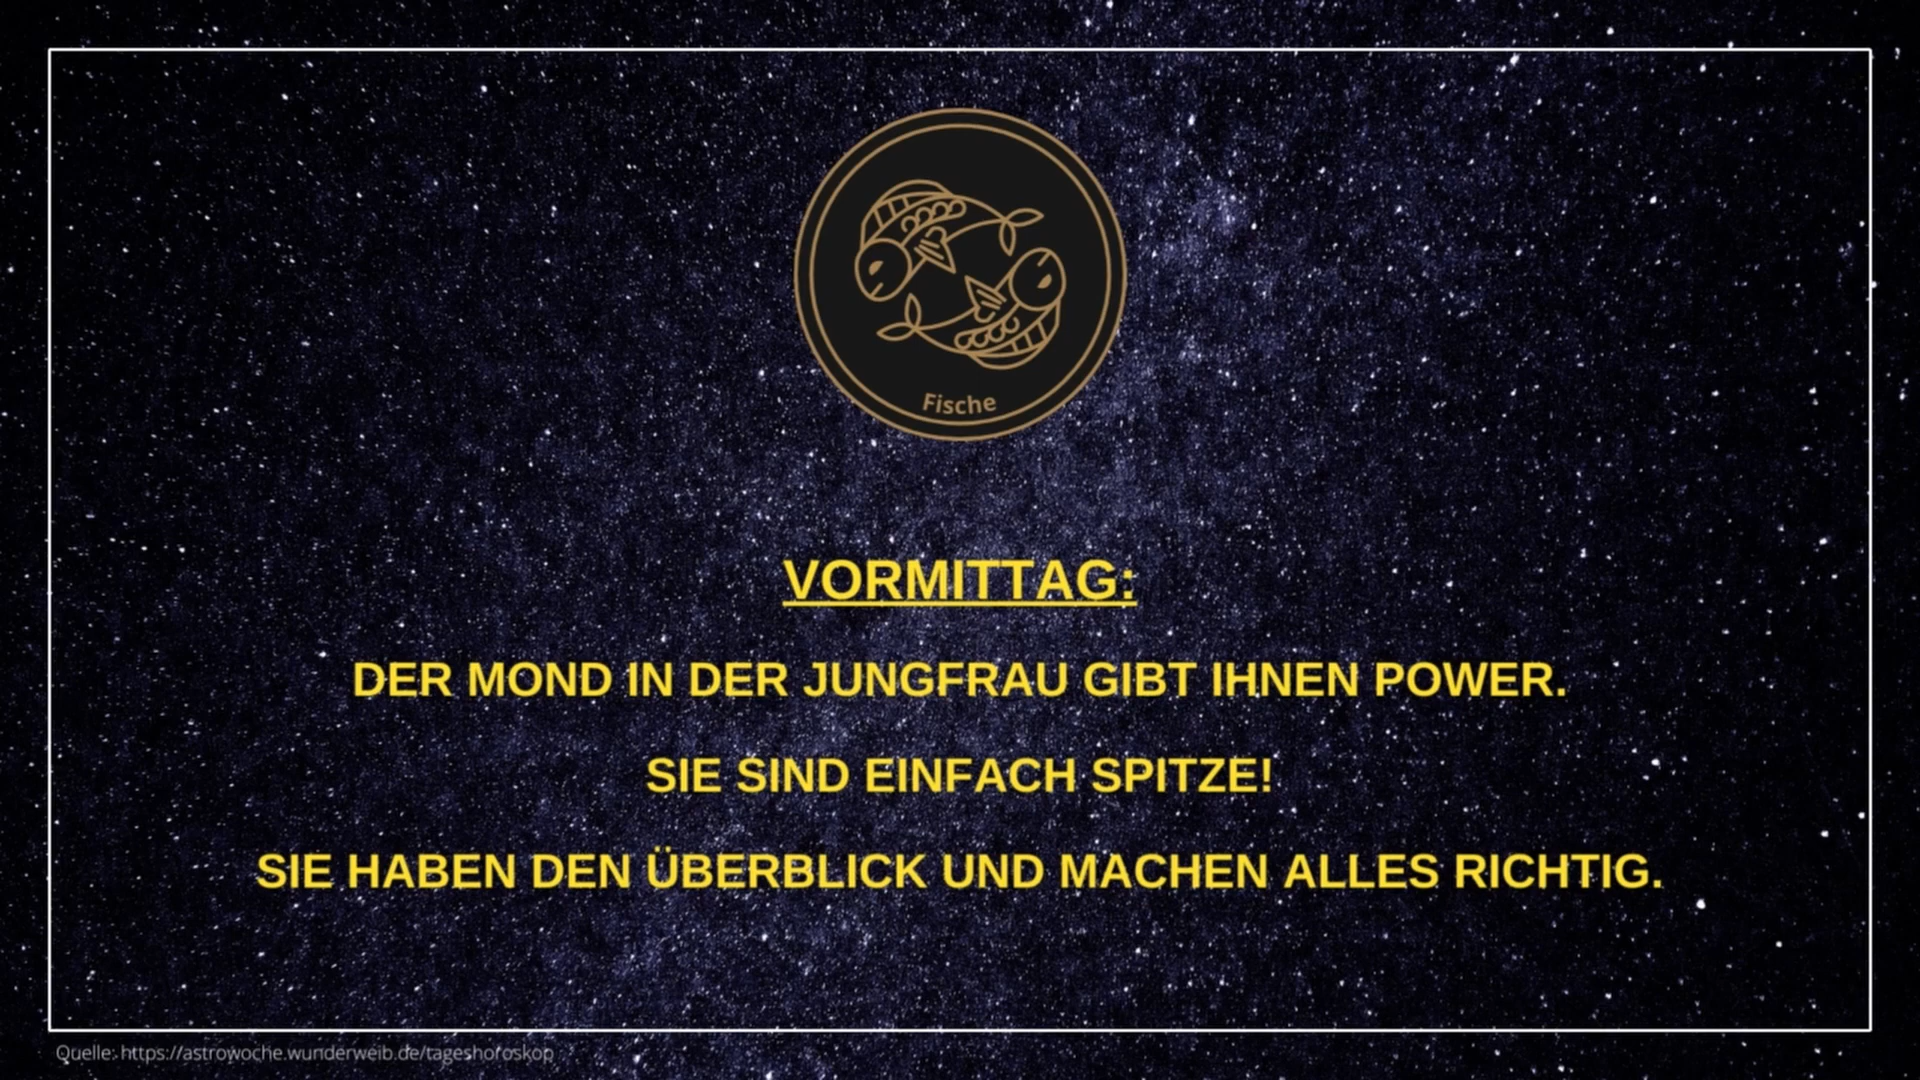 Fische
VORMITTAG:
DER MOND IN DER JUNGFRAU GIBT IHNEN POWER.
SIE SIND EINFACH SPITZE!
SIE HABEN DEN ÜBERBLICK UND MACHEN ALLES RICHTIG.
Quelle: https://astrowoche.wunderweib.de/tageshoroskop